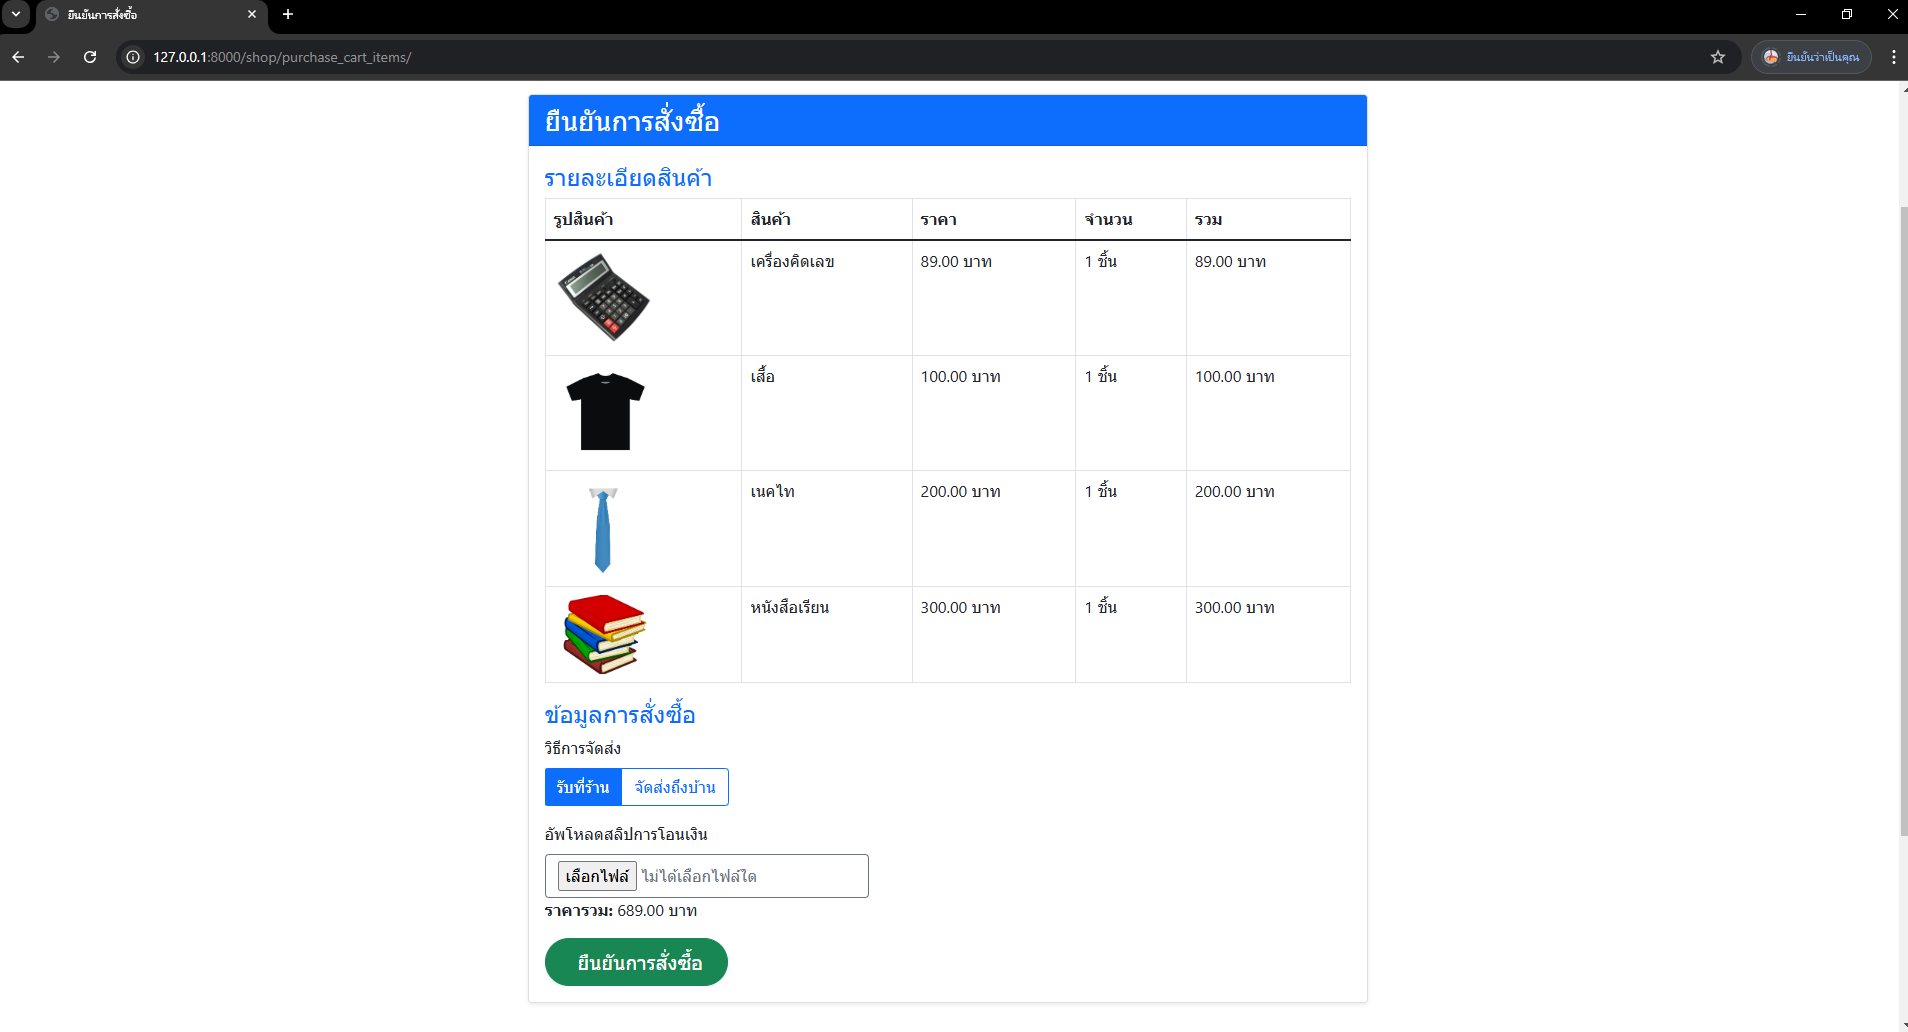 ยืนยันการสั่งซื้อ
127.0.0.1:8000/shop/purchase_cart_items/
ยืนยันว่าเป็นคุณ
ยืนยันการสั่งซื้อ
รายละเอียดสินค้า
รูปสินค้า สินค้า ราคา จำนวน รวม
เครื่องคิดเลข 89.00 บาท 1 ชิ้น 89.00 บาท
เสื้อ 100.00 บาท 1 ชิ้น 100.00 บาท
เนคไท 200.00 บาท 1 ชิ้น 200.00 บาท
หนังสือเรียน 300.00 บาท 1 ชิ้น 300.00 บาท
ข้อมูลการสั่งซื้อ
วิธีการจัดส่ง
รับที่ร้าน จัดส่งถึงบ้าน
อัพโหลดสลิปการโอนเงิน
เลือกไฟล์ ไม่ได้เลือกไฟล์ใด
ราคารวม: 689.00 บาท
ยืนยันการสั่งซื้อ